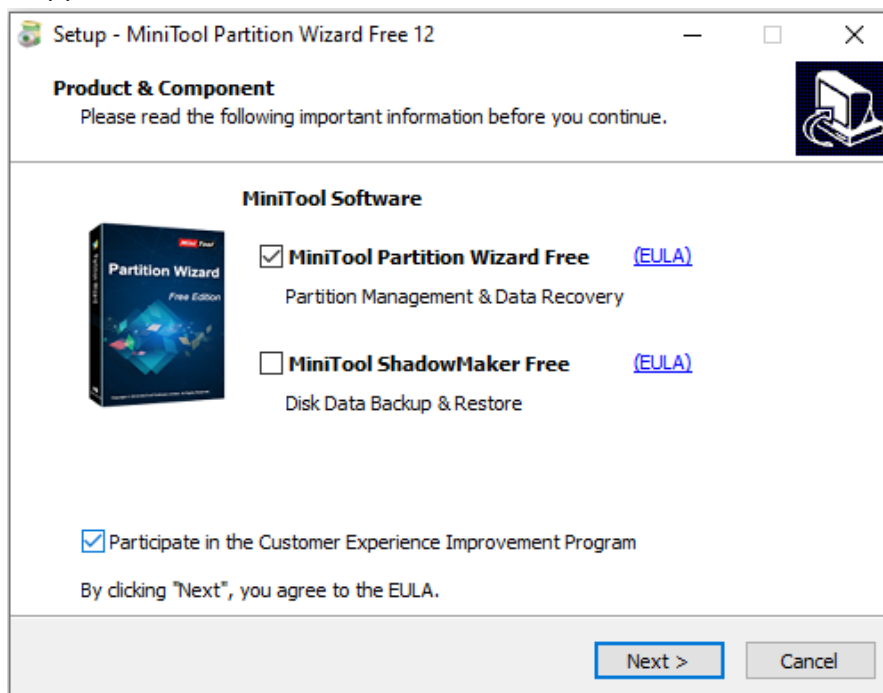 Setup - MiniTool Partition Wizard Free 12
Product & Component
Please read the following important information before you continue.
MiniTool Software
Mini Tool
Partition Wizard
Free Edition
MiniTool Partition Wizard Free (EULA)
Partition Management & Data Recovery
MiniTool ShadowMaker Free (EULA)
Disk Data Backup & Restore
Participate in the Customer Experience Improvement Program
By clicking "Next", you agree to the EULA.
Next > Cancel